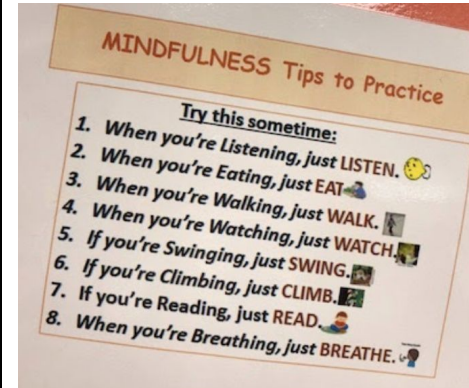 MINDFULNESS Tips to Practice
Try this sometime:
1. When you're Listening, just LISTEN.
2. When you're Eating, just EAT
3. When you're Walking, just WALK.
4. When you're Watching, just WATCH.
5. If you're Swinging, just SWING.
6. If you're Climbing, just CLIMB.
7. If you're Reading, just READ.
8. When you're Breathing, just BREATHE.